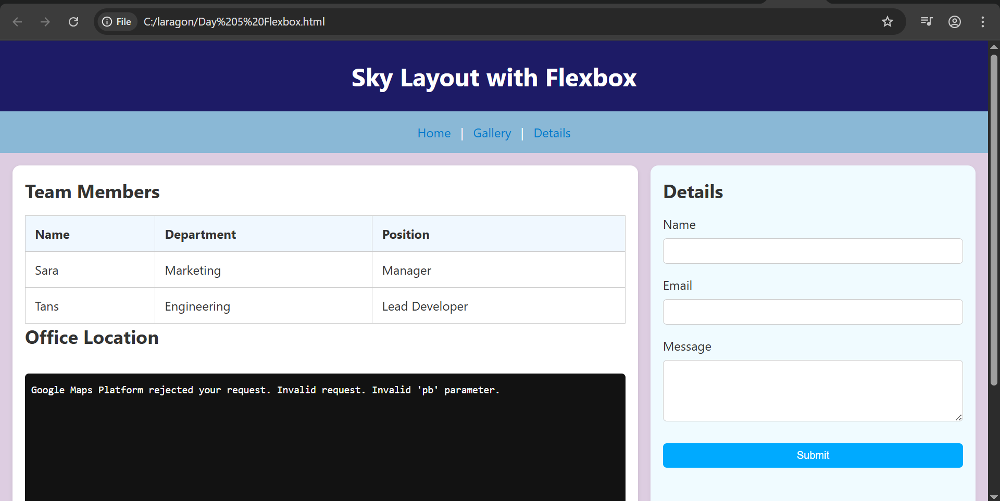 File C:/laragon/Day%205%20Flexbox.html
Sky Layout with Flexbox
Home | Gallery | Details
Team Members
Name Department Position
Sara Marketing Manager
Tans Engineering Lead Developer
Office Location
Google Maps Platform rejected your request. Invalid request. Invalid 'pb' parameter.
Details
Name
Email
Message
Submit